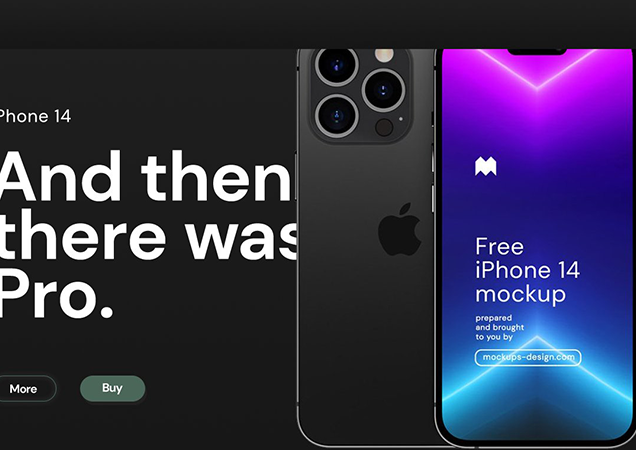 Phone 14
And then
there was
Pro.
More
Buy
Free
iPhone 14
mockup
prepared
and brought
to you by
mockups-design.com